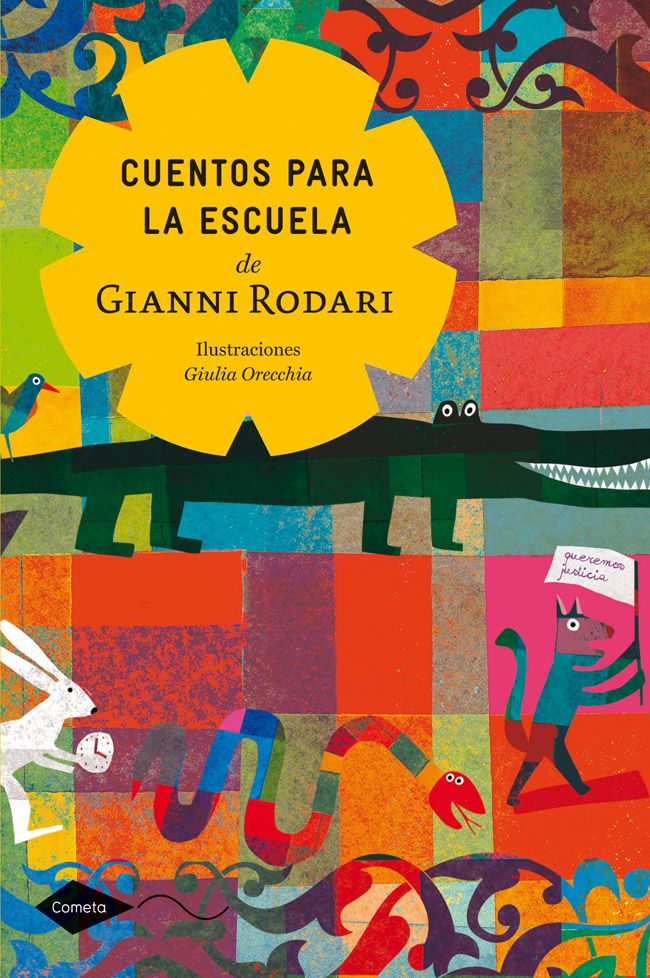 CUENTOS PARA
LA ESCUELA
de
GIANNI RODARI
Ilustraciones
Giulia Orecchia
queremos
justicia
Cometa